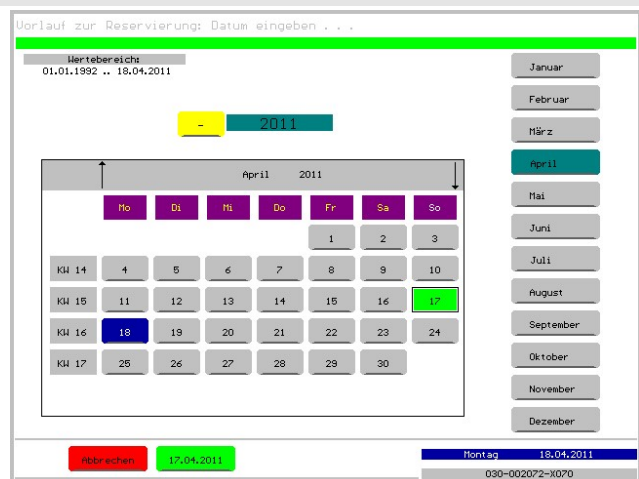 Vorlauf zur Reservierung: Datum eingeben . . .
Wertebereich:
01.01.1992 .. 18.04.2011
- 2011
April 2011
Mo Di Mi Do Fr Sa So
1 2 3
KW 14 4 5 6 7 8 9 10
KW 15 11 12 13 14 15 16 17
KW 16 18 19 20 21 22 23 24
KW 17 25 26 27 28 29 30
Januar
Februar
März
April
Mai
Juni
Juli
August
September
Oktober
November
Dezember
Abbrechen 17.04.2011
Montag 18.04.2011
030-002072-X070